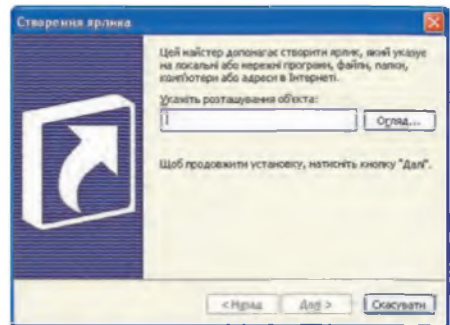 Створення ярлика
Цей майстер допомагає створити ярлик, який указує
на локальні або мережні програми, файли, папки,
комп'ютери або адреси в Інтернеті.
Укажіть розташування об'єкта:
Огляд...
Щоб продовжити установку, натисніть кнопку "Далі".
< Назад
Далі >
Скасувати